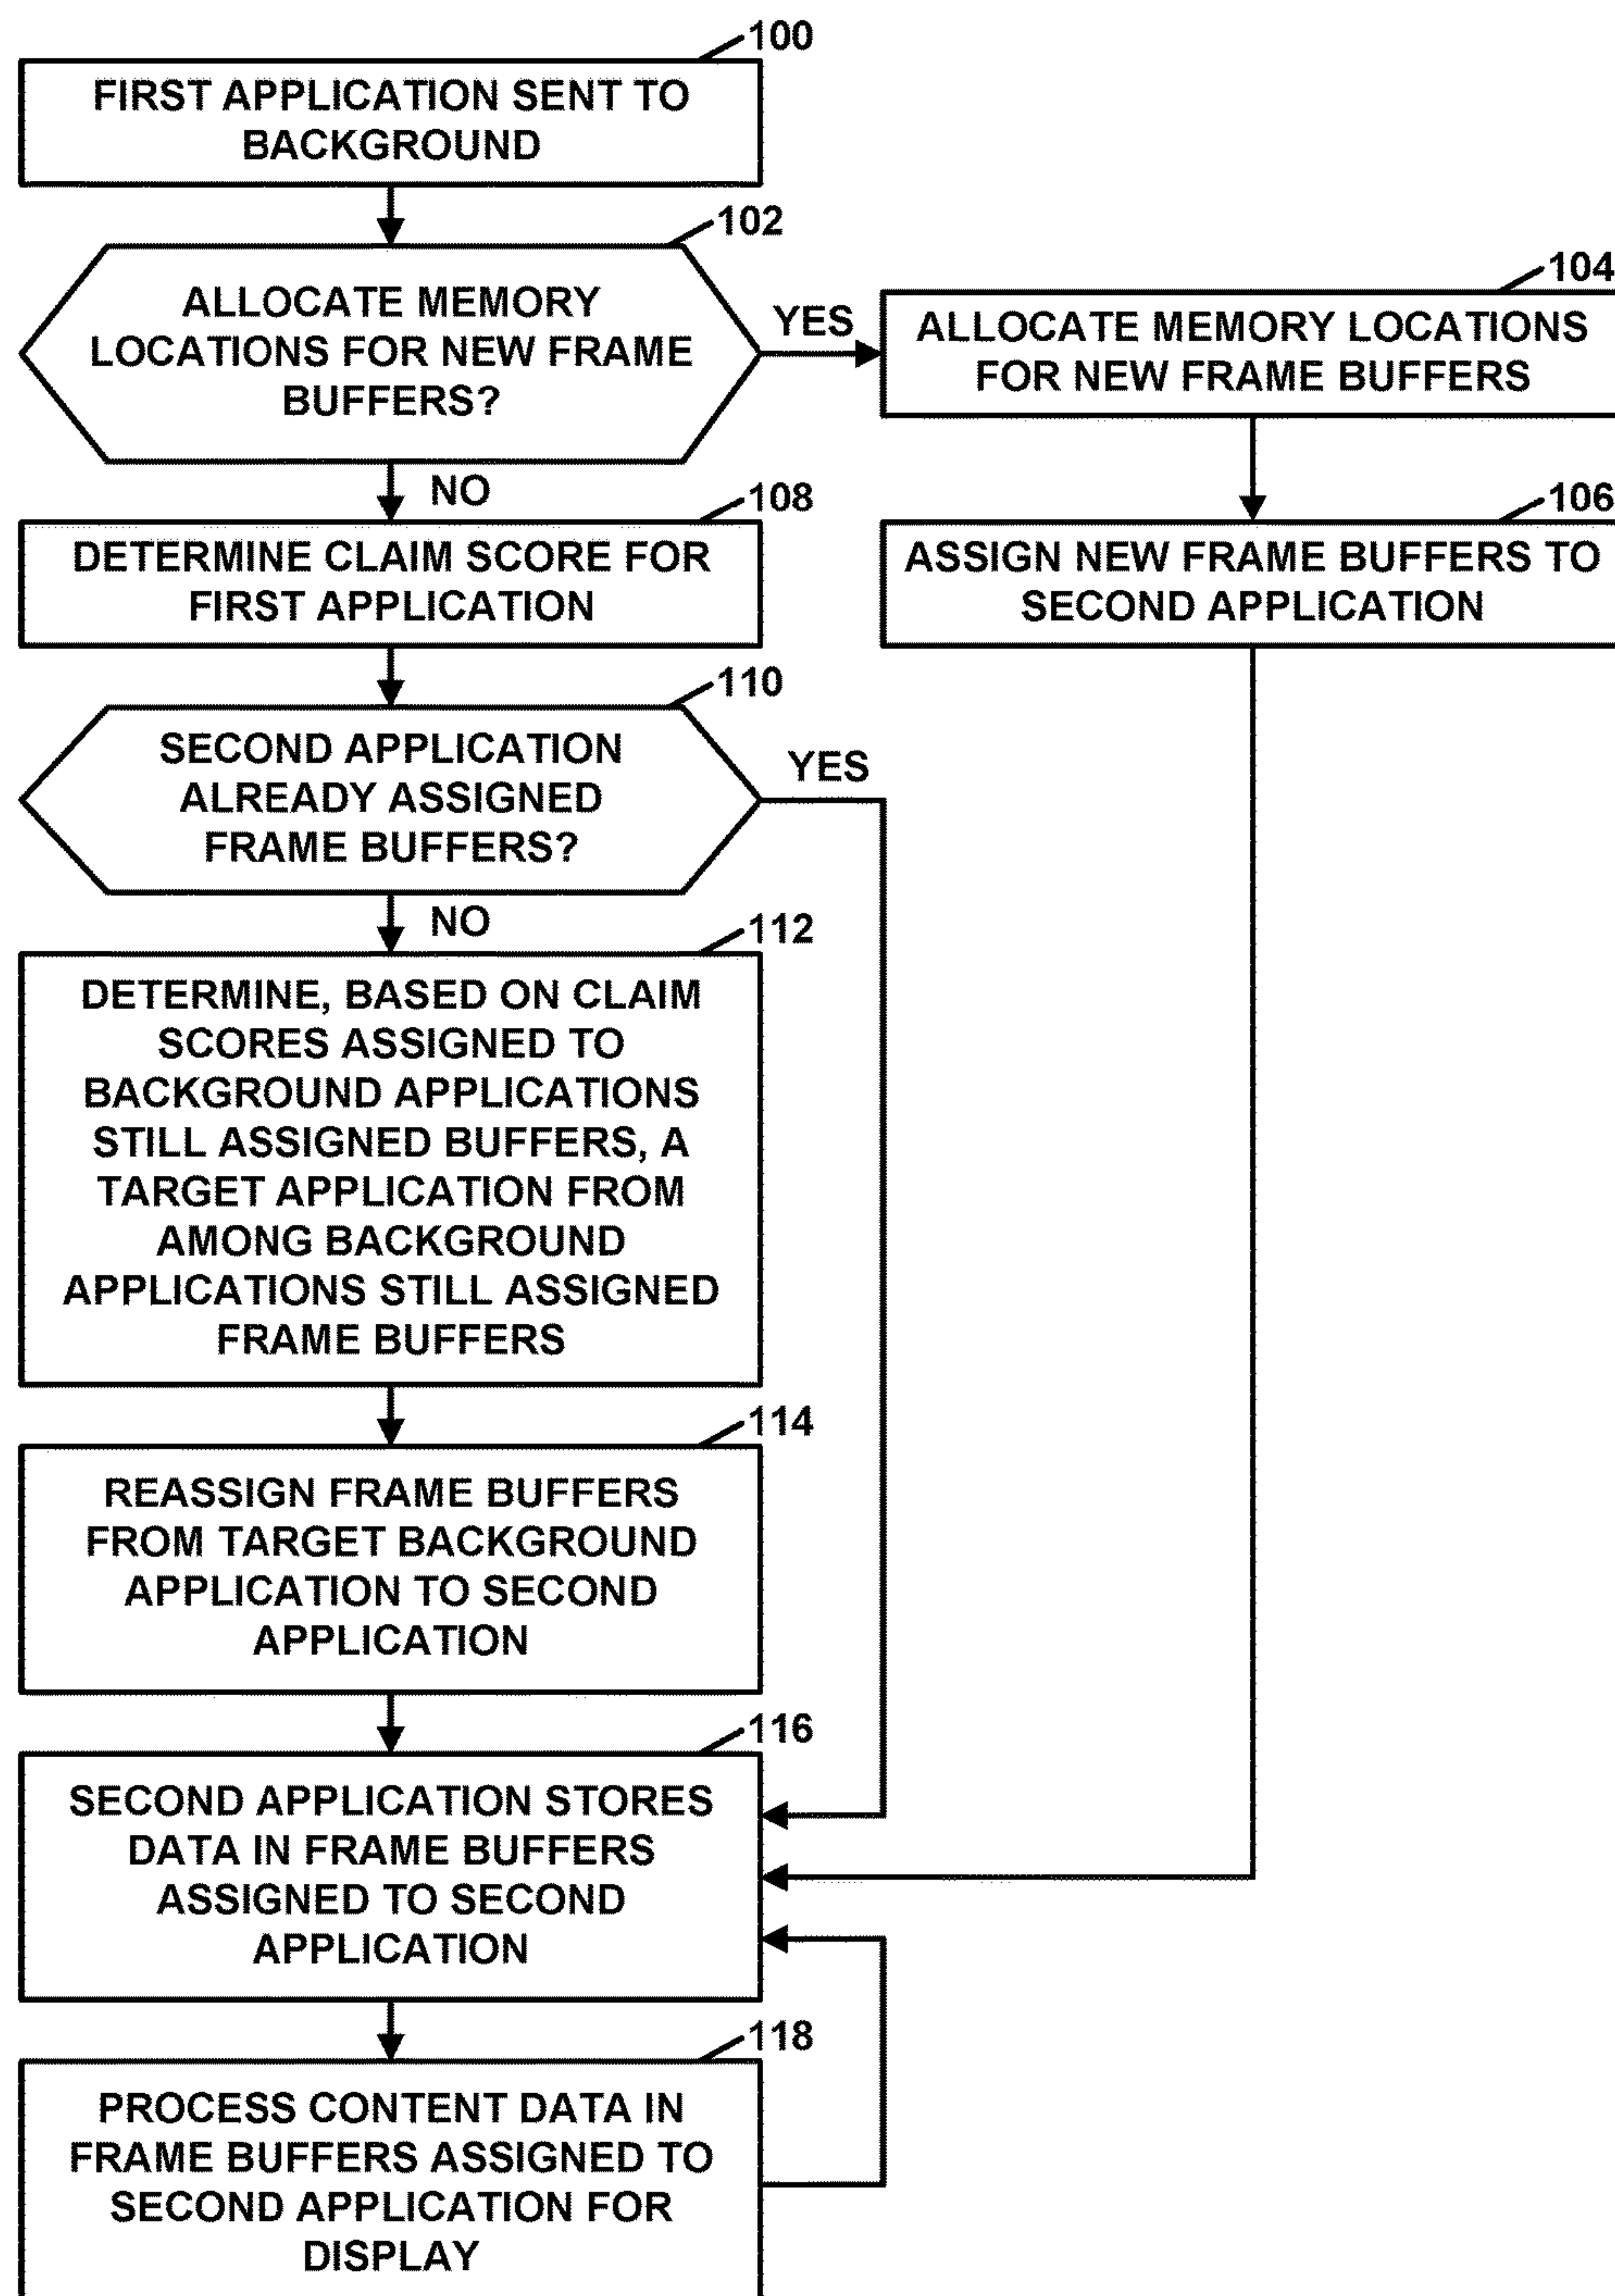 100
FIRST APPLICATION SENT TO
BACKGROUND
102
ALLOCATE MEMORY
LOCATIONS FOR NEW FRAME
BUFFERS?
YES
104
ALLOCATE MEMORY LOCATIONS
FOR NEW FRAME BUFFERS
NO
108
DETERMINE CLAIM SCORE FOR
FIRST APPLICATION
106
ASSIGN NEW FRAME BUFFERS TO
SECOND APPLICATION
110
SECOND APPLICATION
ALREADY ASSIGNED
FRAME BUFFERS?
YES
NO
112
DETERMINE, BASED ON CLAIM
SCORES ASSIGNED TO
BACKGROUND APPLICATIONS
STILL ASSIGNED BUFFERS, A
TARGET APPLICATION FROM
AMONG BACKGROUND
APPLICATIONS STILL ASSIGNED
FRAME BUFFERS
114
REASSIGN FRAME BUFFERS
FROM TARGET BACKGROUND
APPLICATION TO SECOND
APPLICATION
116
SECOND APPLICATION STORES
DATA IN FRAME BUFFERS
ASSIGNED TO SECOND
APPLICATION
118
PROCESS CONTENT DATA IN
FRAME BUFFERS ASSIGNED TO
SECOND APPLICATION FOR
DISPLAY